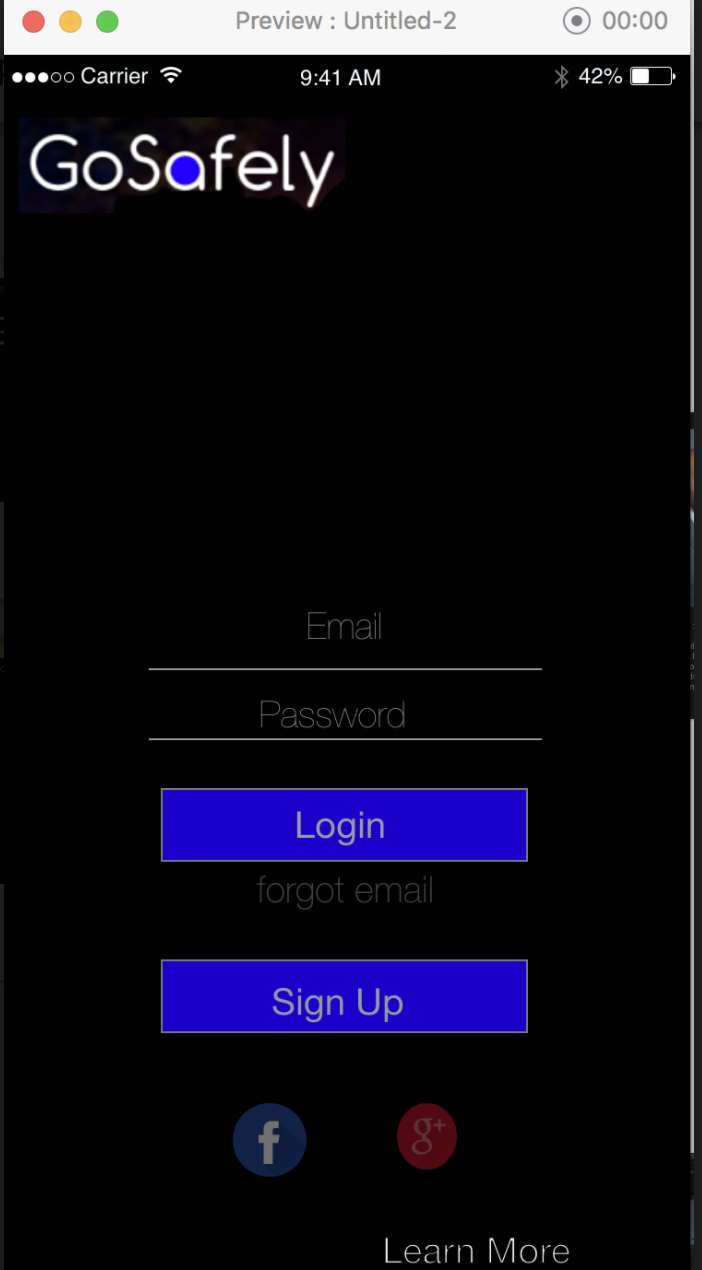 Preview : Untitled-2 00:00
Carrier 9:41 AM 42%
GoSafely
Email
Password
Login
forgot email
Sign Up
f g+
Learn More